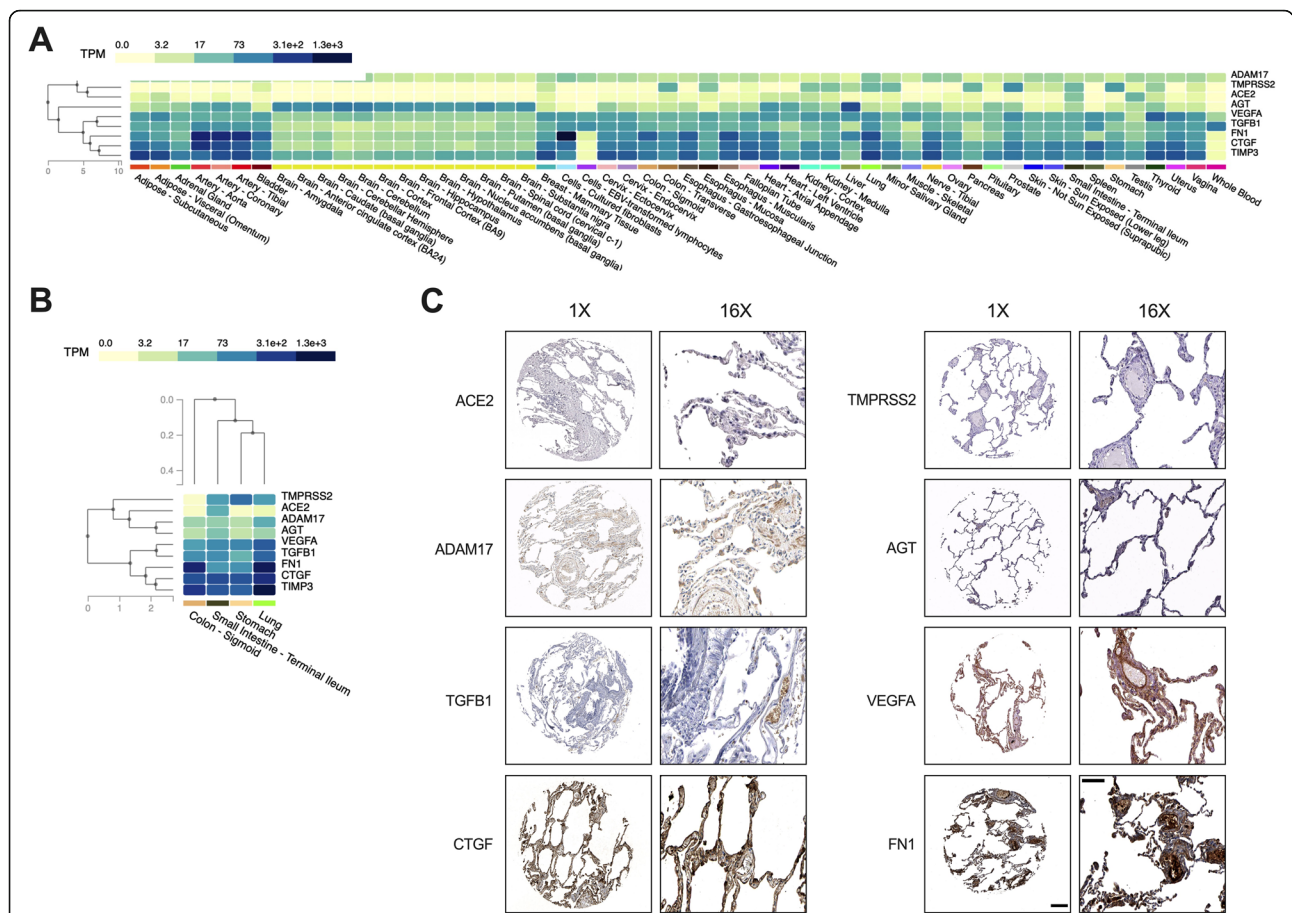 A
TPM
0.0 3.2 17 73 3.1e+2 1.3e+3
ADAM17
TMPRSS2
ACE2
AGT
VEGFA
TGFB1
FN1
CTGF
TIMP3
0 2 4 6 8 10
Adipose - Subcutaneous
Adipose - Visceral (Omentum)
Adrenal Gland
Artery - Aorta
Artery - Coronary
Artery - Tibial
Bladder
Brain - Amygdala
Brain - Anterior cingulate cortex (BA24)
Brain - Caudate (basal ganglia)
Brain - Cerebellar Hemisphere
Brain - Cerebellum
Brain - Cortex
Brain - Frontal Cortex (BA9)
Brain - Hippocampus
Brain - Hypothalamus
Brain - Nucleus accumbens (basal ganglia)
Brain - Putamen (basal ganglia)
Brain - Spinal cord (cervical c-1)
Brain - Substantia nigra
Breast - Mammary Tissue
Cells - Cultured fibroblasts
Cells - EBV-transformed lymphocytes
Cervix - Ectocervix
Cervix - Endocervix
Colon - Sigmoid
Colon - Transverse
Esophagus - Gastroesophageal Junction
Esophagus - Mucosa
Esophagus - Muscularis
Fallopian Tube
Heart - Atrial Appendage
Heart - Left Ventricle
Kidney - Cortex
Kidney - Medulla
Liver
Lung
Minor Salivary Gland
Muscle - Skeletal
Nerve - Tibial
Ovary
Pancreas
Pituitary
Prostate
Skin - Not Sun Exposed (Suprapubic)
Skin - Sun Exposed (Lower leg)
Small Intestine - Terminal Ileum
Spleen
Stomach
Testis
Thyroid
Uterus
Vagina
Whole Blood
B
TPM
0.0 3.2 17 73 3.1e+2 1.3e+3
0.0
0.2
0.4
TMPRSS2
ACE2
ADAM17
AGT
VEGFA
TGFB1
FN1
CTGF
TIMP3
0 1 2
Colon - Sigmoid
Small Intestine - Terminal Ileum
Stomach
Lung
C
1X 16X 1X 16X
ACE2 TMPRSS2
ADAM17 AGT
TGFB1 VEGFA
CTGF FN1